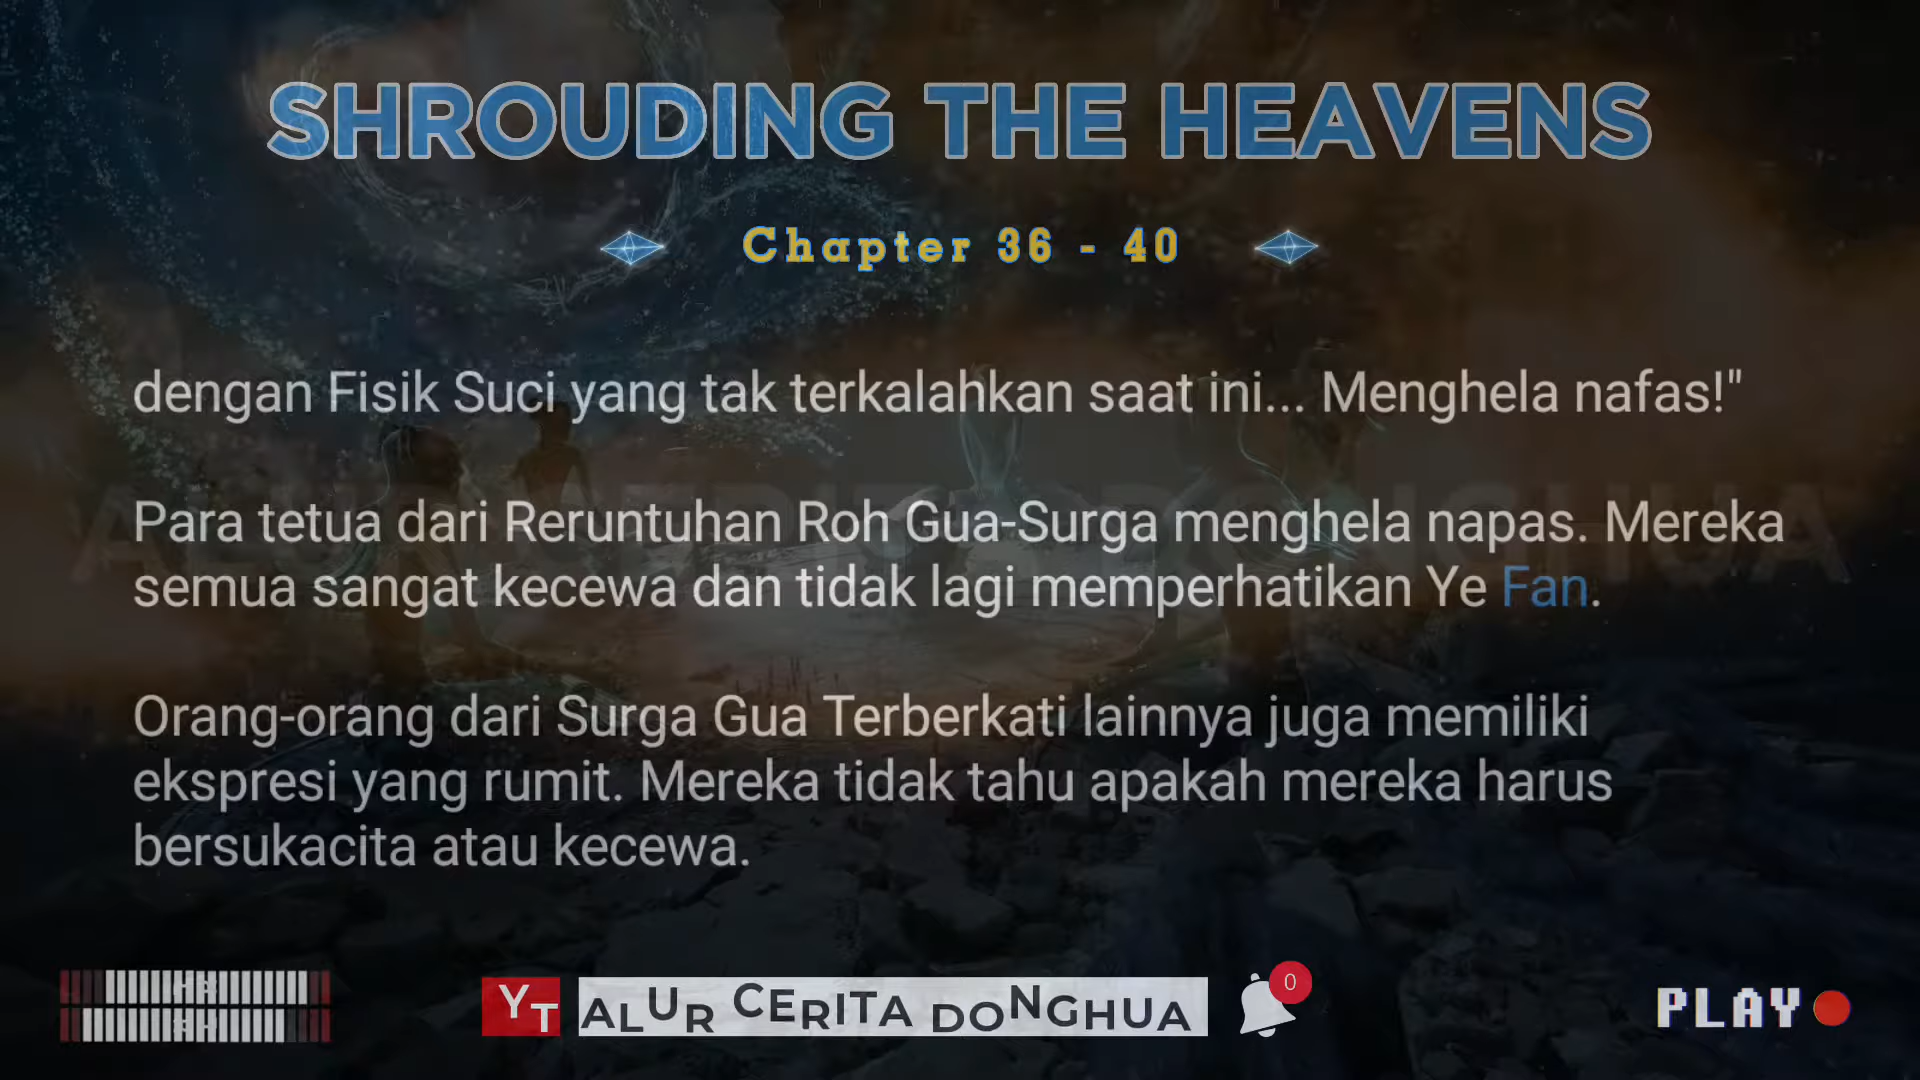 SHROUDING THE HEAVENS
Chapter 36 - 40
dengan Fisik Suci yang tak terkalahkan saat ini... Menghela nafas!"
Para tetua dari Reruntuhan Roh Gua-Surga menghela napas. Mereka
semua sangat kecewa dan tidak lagi memperhatikan Ye Fan.
Orang-orang dari Surga Gua Terberkati lainnya juga memiliki
ekspresi yang rumit. Mereka tidak tahu apakah mereka harus
bersukacita atau kecewa.
YT ALUR CERITA DONGHUA
0
PLAY